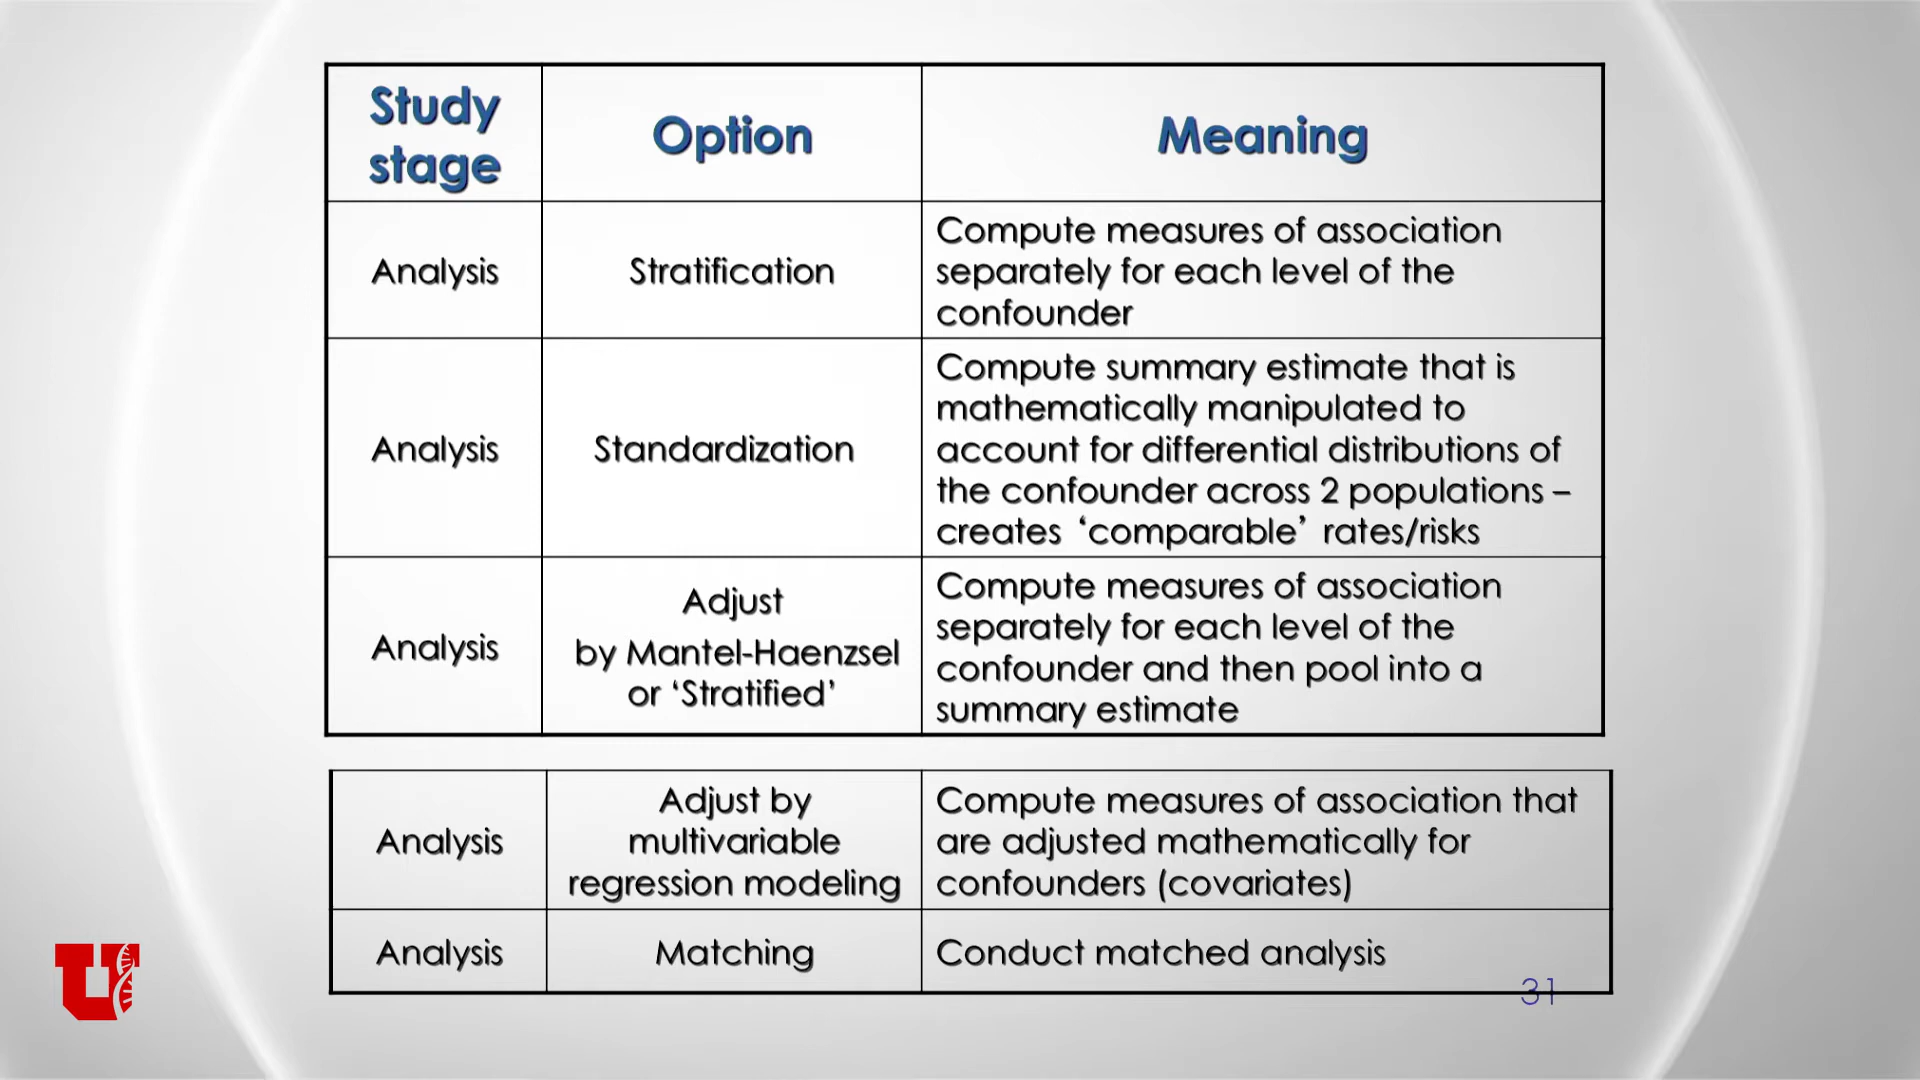 Study
stage
Option
Meaning
Analysis
Stratification
Compute measures of association
separately for each level of the
confounder
Analysis
Standardization
Compute summary estimate that is
mathematically manipulated to
account for differential distributions of
the confounder across 2 populations –
creates ‘comparable’ rates/risks
Analysis
Adjust
by Mantel-Haenzsel
or ‘Stratified’
Compute measures of association
separately for each level of the
confounder and then pool into a
summary estimate
Analysis
Adjust by
multivariable
regression modeling
Compute measures of association that
are adjusted mathematically for
confounders (covariates)
Analysis
Matching
Conduct matched analysis
31
U